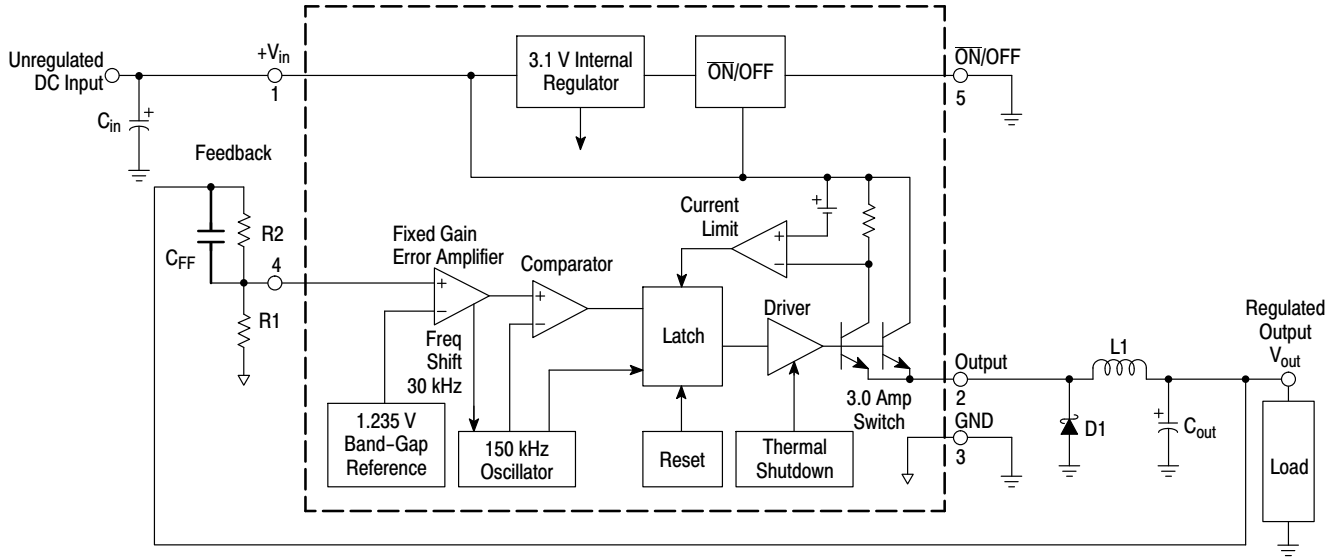 Unregulated
DC Input
+Vin
1
Cin
3.1 V Internal
Regulator
ON/OFF
ON/OFF
5
Feedback
CFF
R2
4
R1
Fixed Gain
Error Amplifier
Comparator
Current
Limit
Freq
Shift
30 kHz
Latch
Driver
1.235 V
Band-Gap
Reference
150 kHz
Oscillator
Reset
Thermal
Shutdown
3.0 Amp
Switch
Output
2
GND
3
L1
D1
Cout
Regulated
Output
Vout
Load